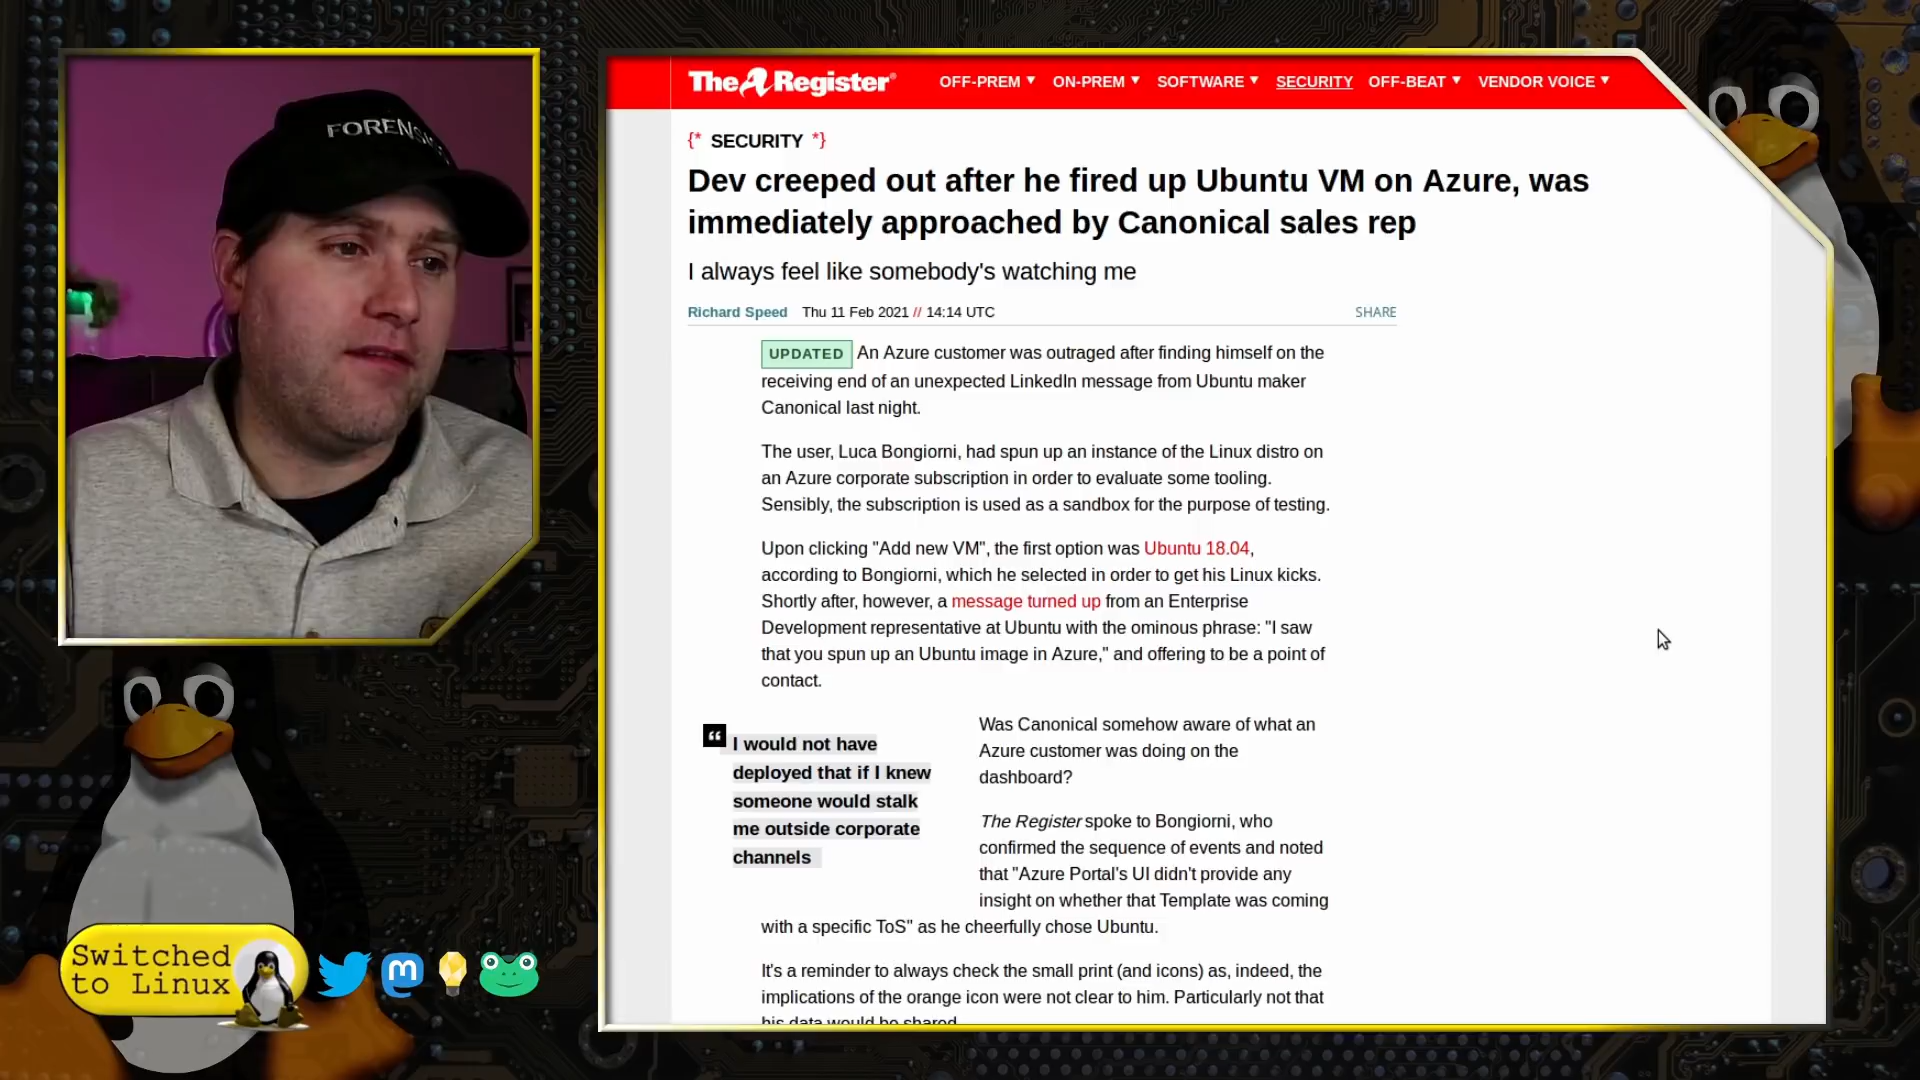 FORENS
The Register®
OFF-PREM ▼ ON-PREM ▼ SOFTWARE ▼ SECURITY OFF-BEAT ▼ VENDOR VOICE ▼
{* SECURITY *}
Dev creeped out after he fired up Ubuntu VM on Azure, was
immediately approached by Canonical sales rep
I always feel like somebody's watching me
Richard Speed Thu 11 Feb 2021 // 14:14 UTC SHARE
UPDATED An Azure customer was outraged after finding himself on the
receiving end of an unexpected LinkedIn message from Ubuntu maker
Canonical last night.
The user, Luca Bongiorni, had spun up an instance of the Linux distro on
an Azure corporate subscription in order to evaluate some tooling.
Sensibly, the subscription is used as a sandbox for the purpose of testing.
Upon clicking "Add new VM", the first option was Ubuntu 18.04,
according to Bongiorni, which he selected in order to get his Linux kicks.
Shortly after, however, a message turned up from an Enterprise
Development representative at Ubuntu with the ominous phrase: "I saw
that you spun up an Ubuntu image in Azure," and offering to be a point of
contact.
“ I would not have
deployed that if I knew
someone would stalk
me outside corporate
channels
Was Canonical somehow aware of what an
Azure customer was doing on the
dashboard?
The Register spoke to Bongiorni, who
confirmed the sequence of events and noted
that "Azure Portal's UI didn't provide any
insight on whether that Template was coming
with a specific ToS" as he cheerfully chose Ubuntu.
It's a reminder to always check the small print (and icons) as, indeed, the
implications of the orange icon were not clear to him. Particularly not that
his data would be shared.
Switched
to Linux
m